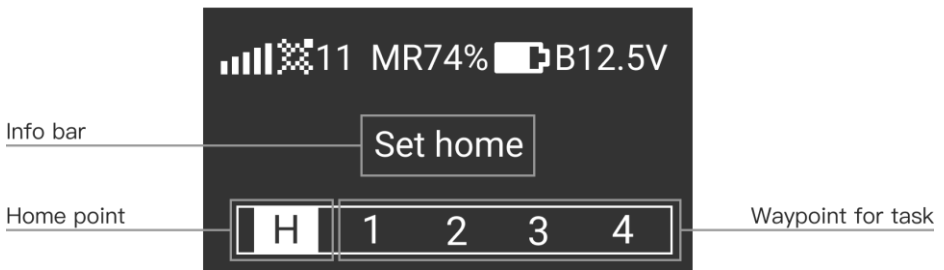 11 MR74% B12.5V
Info bar
Set home
Home point
H 1 2 3 4
Waypoint for task